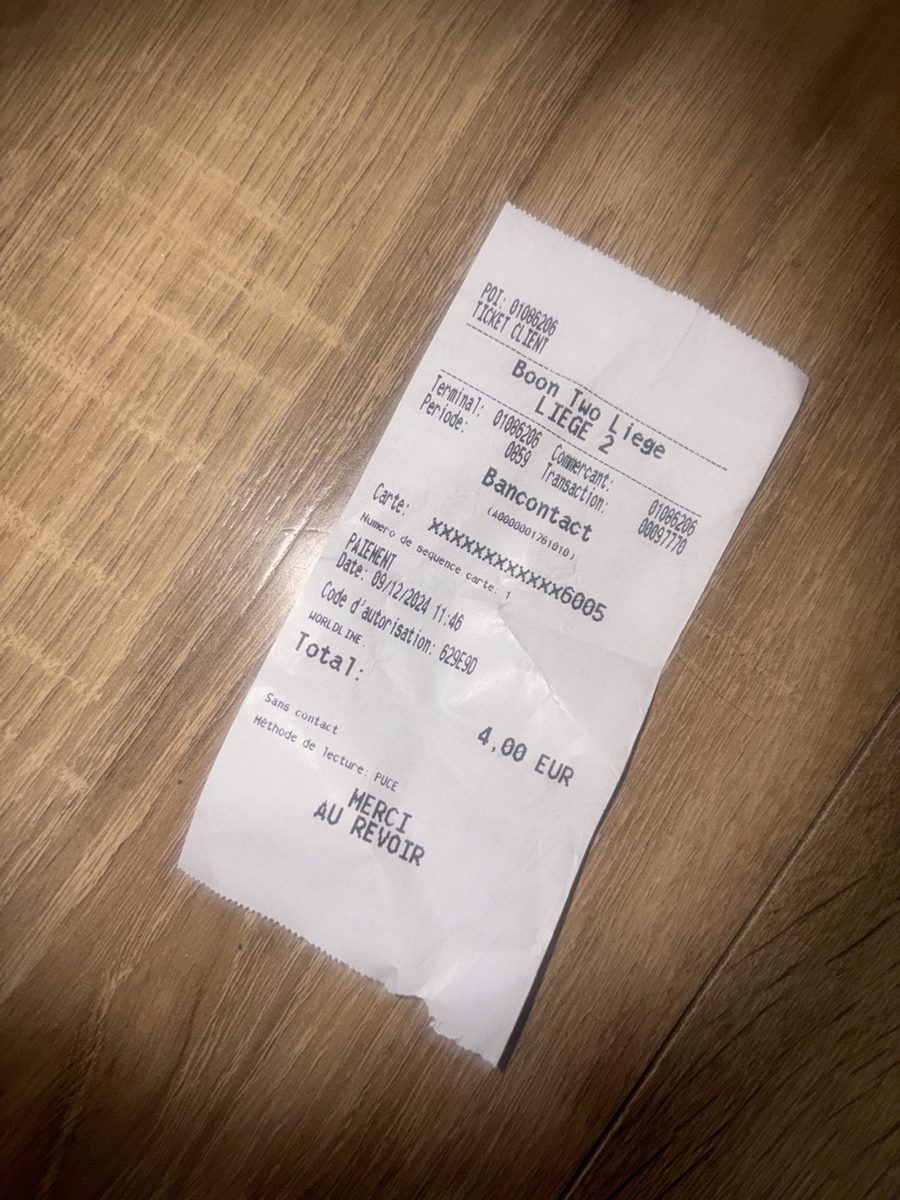 POI: 01086206
TICKET CLIENT
Boon Two Liege
LIEGE 2
Terminal: 01086206 Commerçant: 01086206
Periode: 0859 Transaction: 00097770
Bancontact
(A0000001761010)
Carte: xxxxxxxxxxxxx6005
Numero de sequence carte: 1
PAIEMENT
Date: 09/12/2024 11:46
Code d'autorisation: 629E9D
WORLDLINE
Total:
4,00 EUR
Sans contact
Méthode de lecture: PUCE
MERCI
AU REVOIR